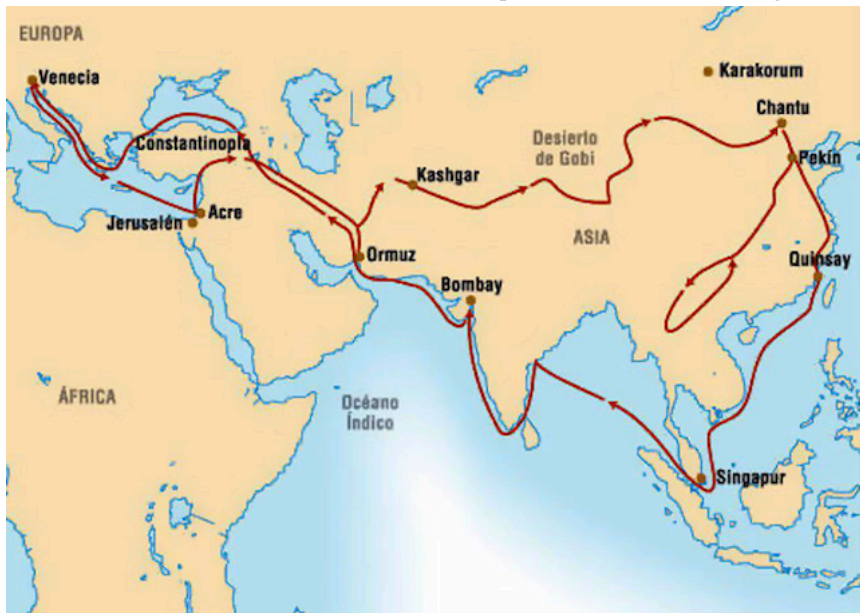 EUROPA
Venecia
Karakorum
Chantu
Constantinopla
Desierto
de Gobi
Pekín
Kashgar
Acre
Jerusalén
ASIA
Ormuz
Quinsay
Bombay
ÁFRICA
Océano
Índico
Singapur